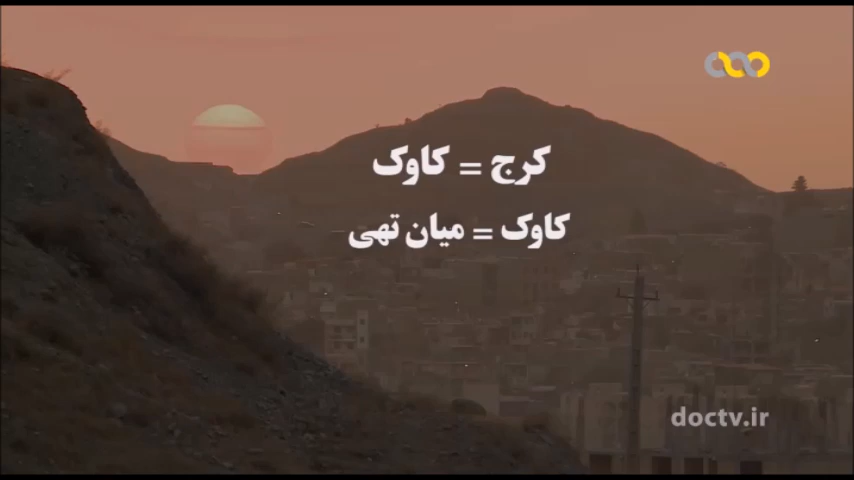 کرج = کاوک
کاوک = میان تهی
doctv.ir